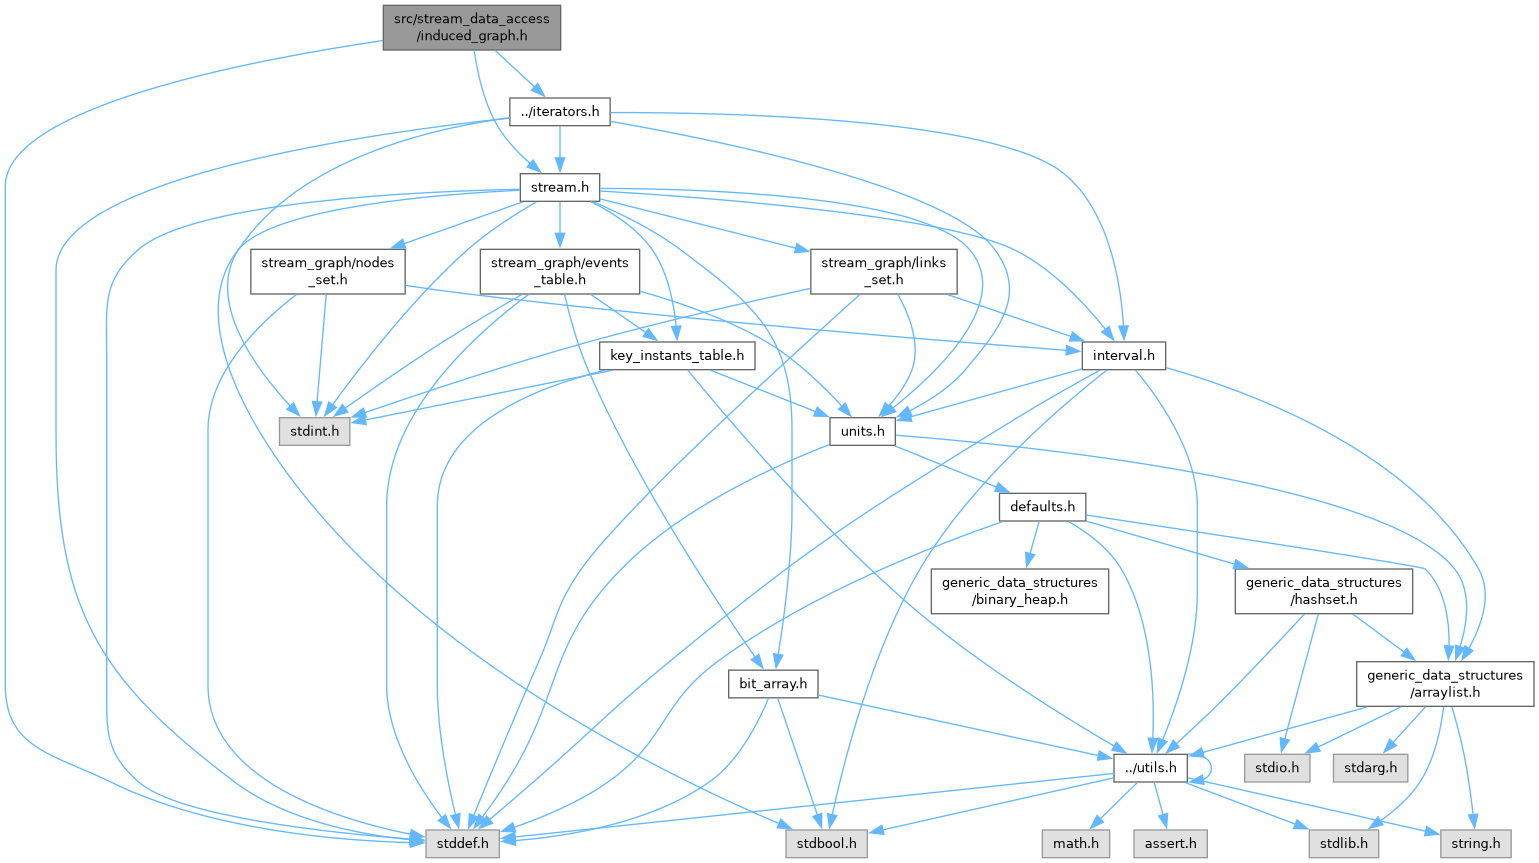 src/stream_data_access
/induced_graph.h
../iterators.h
stream.h
stream_graph/nodes
_set.h
stream_graph/events
_table.h
stream_graph/links
_set.h
key_instants_table.h
interval.h
stdint.h
units.h
defaults.h
generic_data_structures
/binary_heap.h
generic_data_structures
/hashset.h
bit_array.h
generic_data_structures
/arraylist.h
../utils.h
stdio.h
stdarg.h
stddef.h
stdbool.h
math.h
assert.h
stdlib.h
string.h